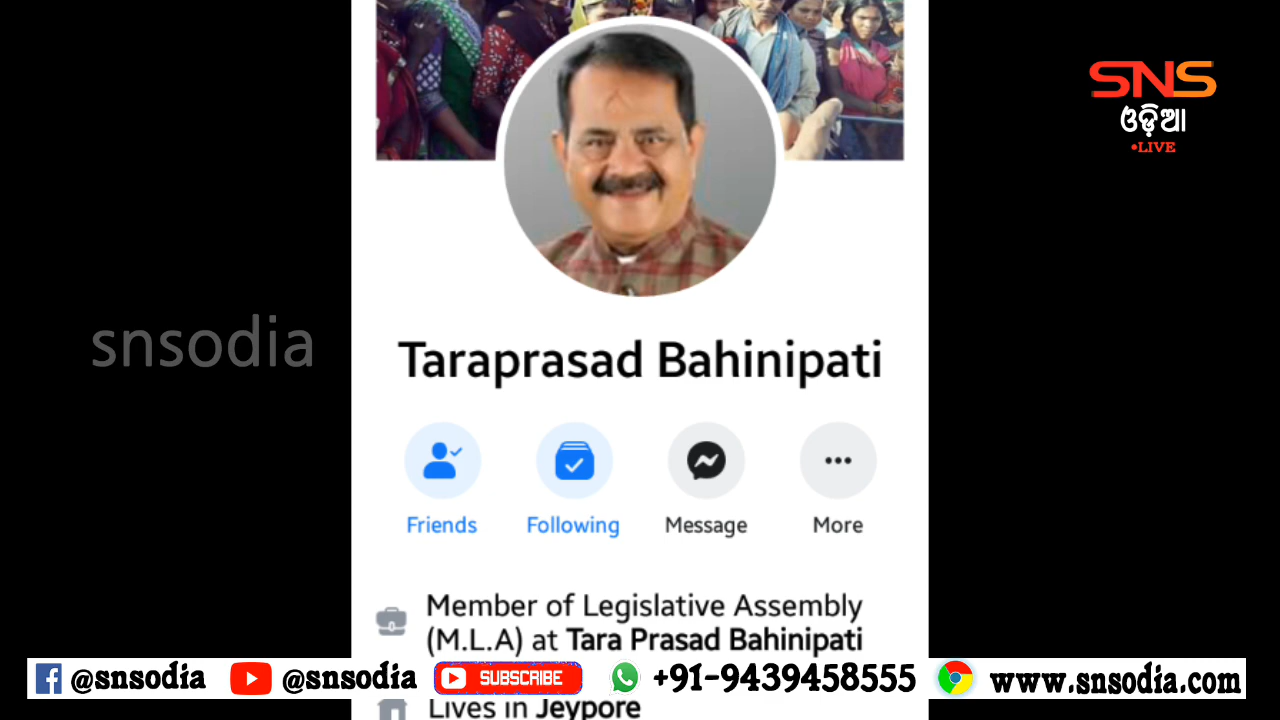 SNS
ଓଡ଼ିଆ
•LIVE
snsodia
Taraprasad Bahinipati
Friends Following Message More
Member of Legislative Assembly
(M.L.A) at Tara Prasad Bahinipati
@snsodia @snsodia SUBSCRIBE +91-9439458555 www.snsodia.com
Lives in Jeypore